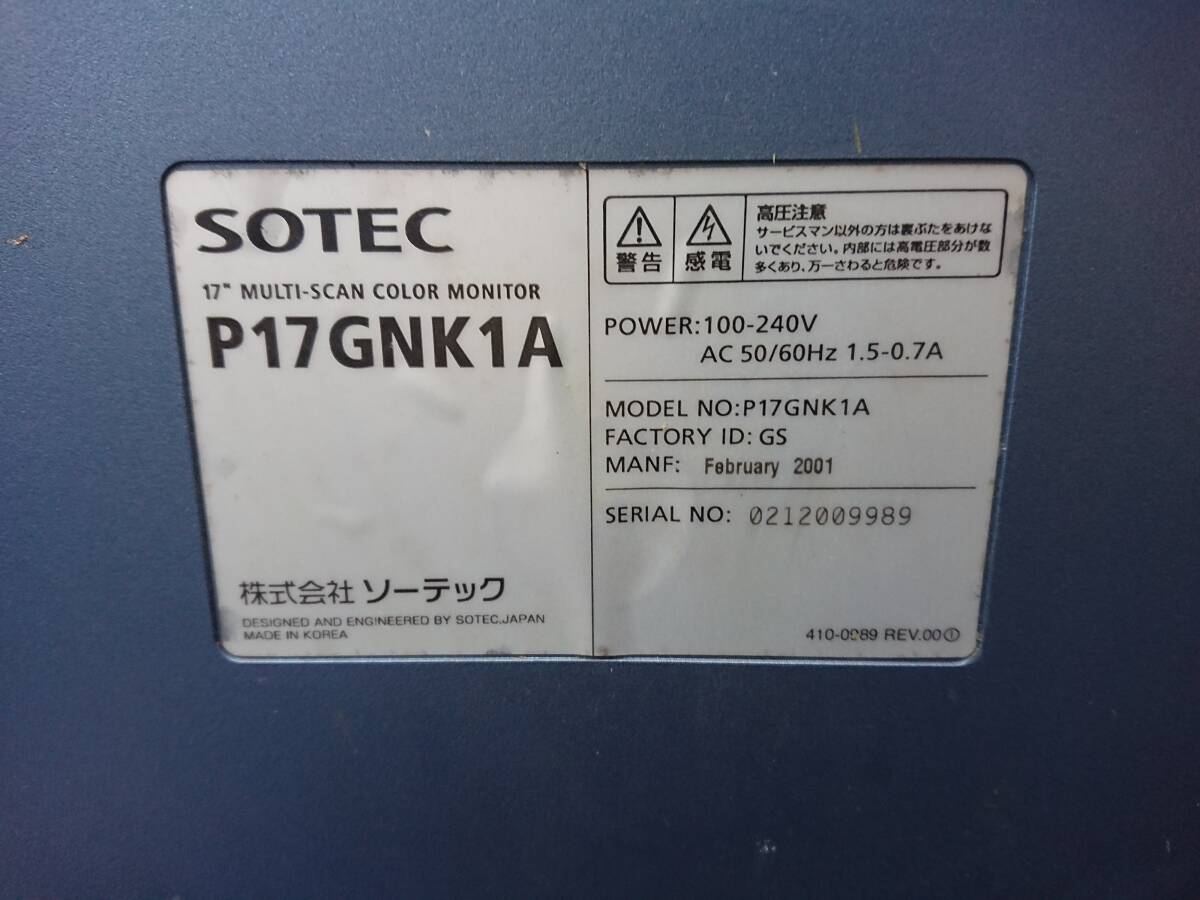 SOTEC
17" MULTI-SCAN COLOR MONITOR
P17GNK1A
株式会社 ソーテック
DESIGNED AND ENGINEERED BY SOTEC.JAPAN
MADE IN KOREA
警告
感電
高圧注意
サービスマン以外の方は裏ぶたをあけな
いでください。内部には高電圧部分が数
多くあり、万一さわると危険です。
POWER:100-240V
AC 50/60Hz 1.5-0.7A
MODEL NO:P17GNK1A
FACTORY ID: GS
MANF: February 2001
SERIAL NO: 0212009989
410-0989 REV.00①